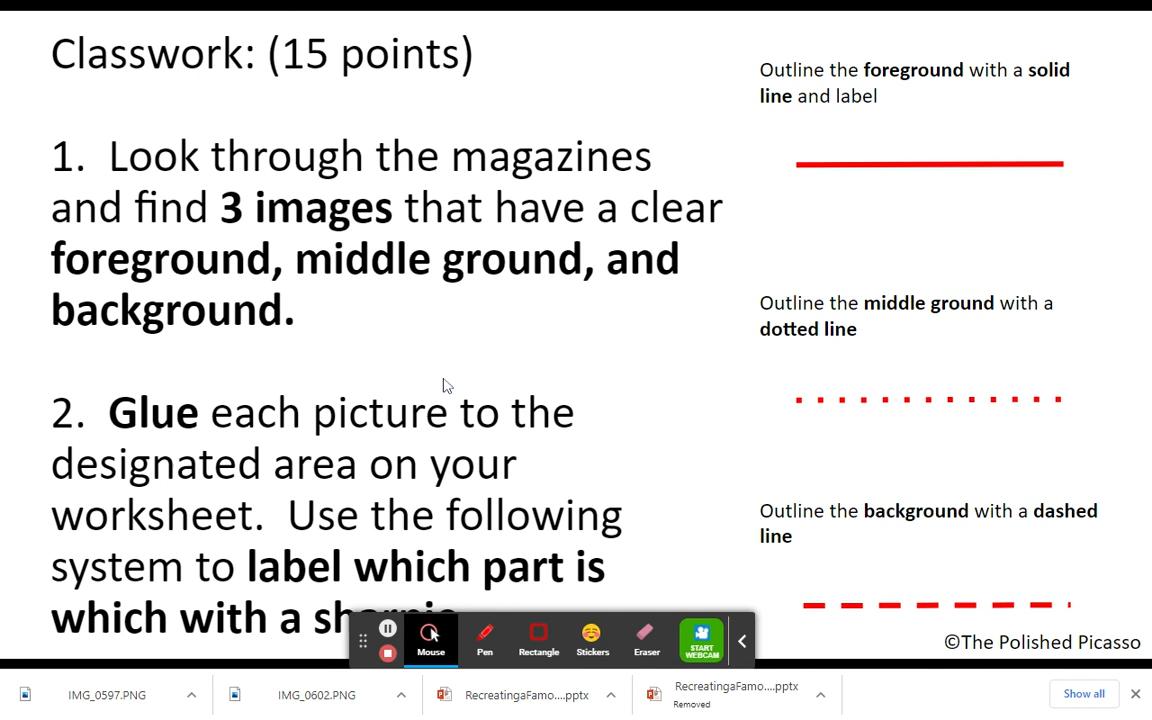 Classwork: (15 points)
1. Look through the magazines
and find 3 images that have a clear
foreground, middle ground, and
background.
2. Glue each picture to the
designated area on your
worksheet. Use the following
system to label which part is
which with a
Outline the foreground with a solid
line and label
Outline the middle ground with a
dotted line
Outline the background with a dashed
line
©The Polished Picasso
Mouse
Pen
Rectangle
Stickers
Eraser
START
WEBCAM
IMG_0597.PNG
IMG_0602.PNG
RecreatingaFamo....pptx
RecreatingaFamo....pptx
Removed
Show all